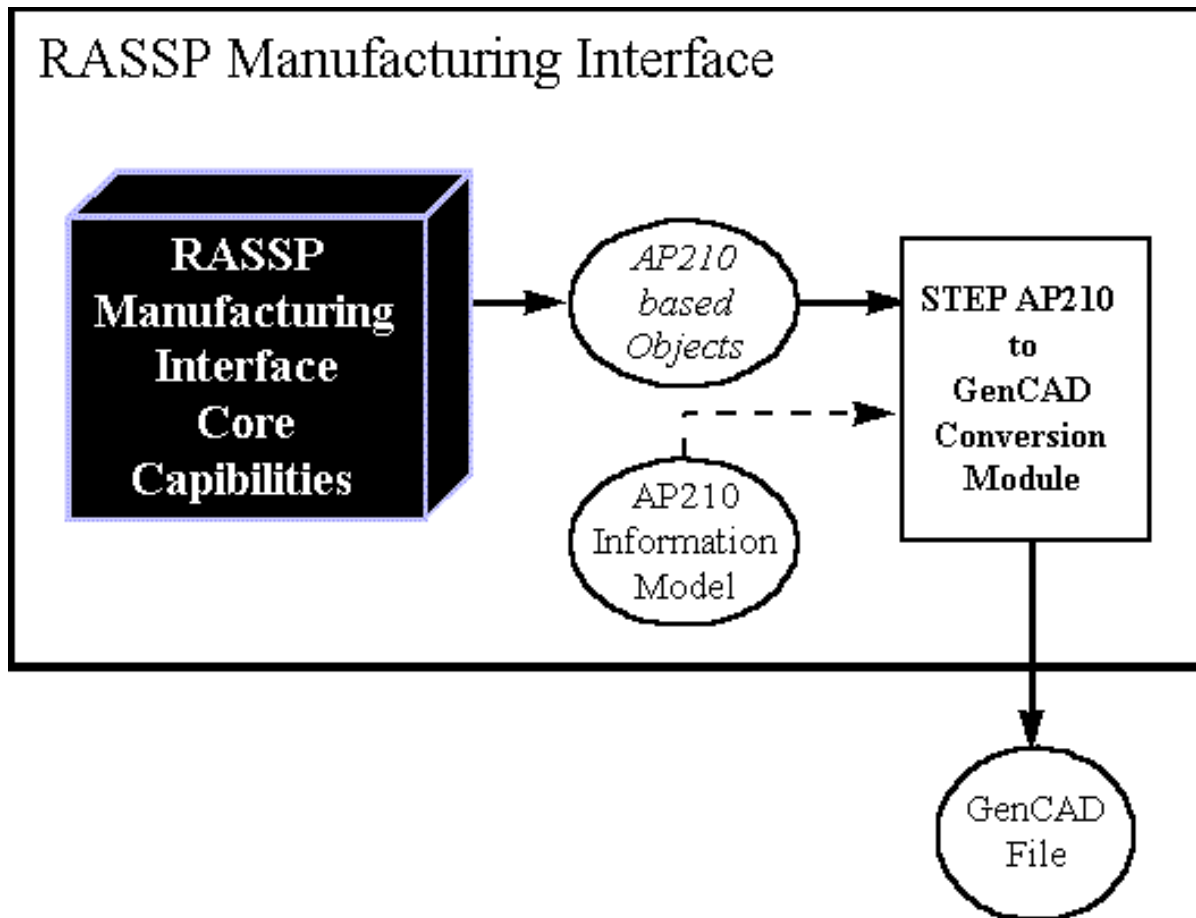 RASSP Manufacturing Interface
RASSP
Manufacturing
Interface
Core
Capibilities
AP210
based
Objects
STEP AP210
to
GenCAD
Conversion
Module
AP210
Information
Model
GenCAD
File